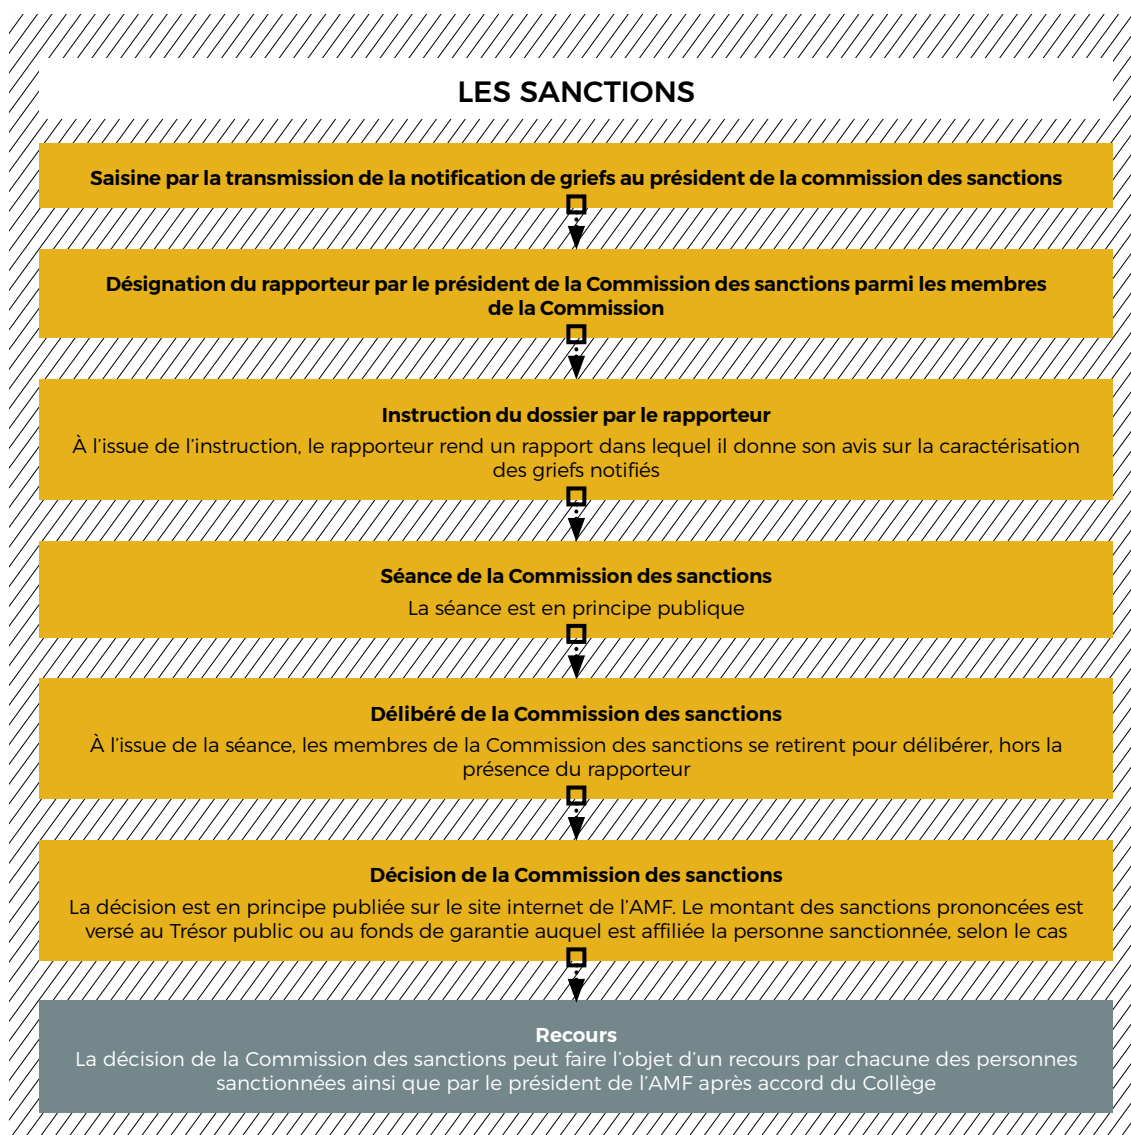 LES SANCTIONS
Saisine par la transmission de la notification de griefs au président de la commission des sanctions
Désignation du rapporteur par le président de la Commission des sanctions parmi les membres
de la Commission
Instruction du dossier par le rapporteur
À l’issue de l’instruction, le rapporteur rend un rapport dans lequel il donne son avis sur la caractérisation
des griefs notifiés
Séance de la Commission des sanctions
La séance est en principe publique
Délibéré de la Commission des sanctions
À l’issue de la séance, les membres de la Commission des sanctions se retirent pour délibérer, hors la
présence du rapporteur
Décision de la Commission des sanctions
La décision est en principe publiée sur le site internet de l’AMF. Le montant des sanctions prononcées est
versé au Trésor public ou au fonds de garantie auquel est affiliée la personne sanctionnée, selon le cas
Recours
La décision de la Commission des sanctions peut faire l’objet d’un recours par chacune des personnes
sanctionnées ainsi que par le président de l’AMF après accord du Collège